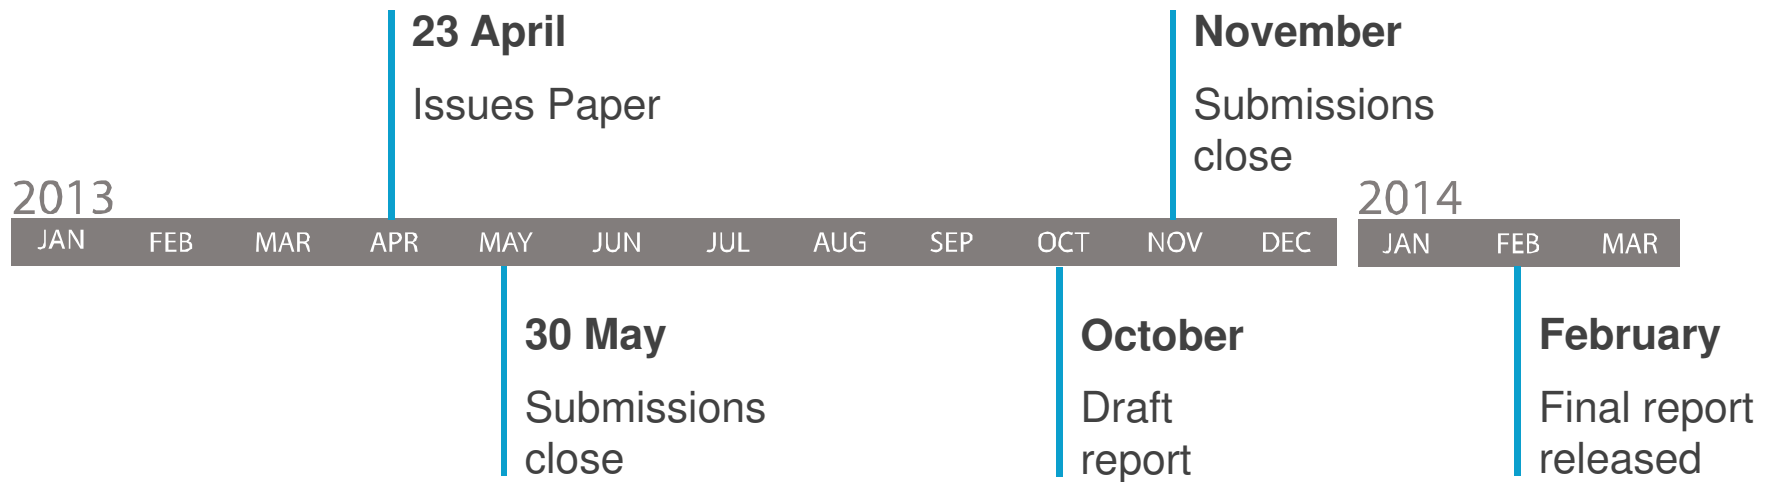 23 April
Issues Paper
November
Submissions
close
2013
2014
JAN FEB MAR APR MAY JUN JUL AUG SEP OCT NOV DEC JAN FEB MAR
30 May
Submissions
close
October
Draft
report
February
Final report
released